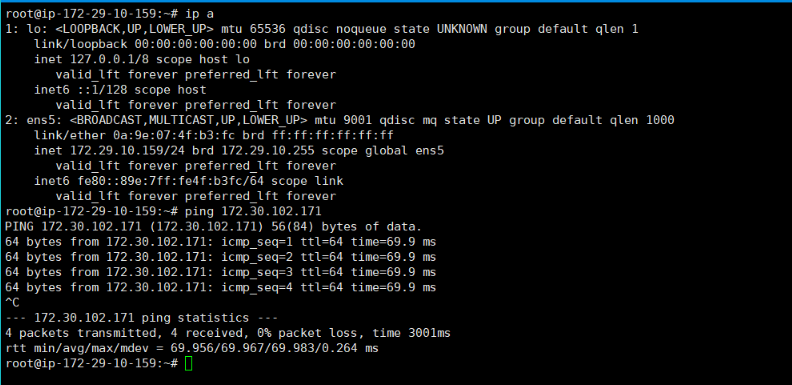 root@ip-172-29-10-159:~# ip a
1: lo: <LOOPBACK,UP,LOWER_UP> mtu 65536 qdisc noqueue state UNKNOWN group default qlen 1
    link/loopback 00:00:00:00:00:00 brd 00:00:00:00:00:00
    inet 127.0.0.1/8 scope host lo
       valid_lft forever preferred_lft forever
    inet6 ::1/128 scope host
       valid_lft forever preferred_lft forever
2: ens5: <BROADCAST,MULTICAST,UP,LOWER_UP> mtu 9001 qdisc mq state UP group default qlen 1000
    link/ether 0a:9e:07:4f:b3:fc brd ff:ff:ff:ff:ff:ff
    inet 172.29.10.159/24 brd 172.29.10.255 scope global ens5
       valid_lft forever preferred_lft forever
    inet6 fe80::89e:7ff:fe4f:b3fc/64 scope link
       valid_lft forever preferred_lft forever
root@ip-172-29-10-159:~# ping 172.30.102.171
PING 172.30.102.171 (172.30.102.171) 56(84) bytes of data.
64 bytes from 172.30.102.171: icmp_seq=1 ttl=64 time=69.9 ms
64 bytes from 172.30.102.171: icmp_seq=2 ttl=64 time=69.9 ms
64 bytes from 172.30.102.171: icmp_seq=3 ttl=64 time=69.9 ms
64 bytes from 172.30.102.171: icmp_seq=4 ttl=64 time=69.9 ms
^C
--- 172.30.102.171 ping statistics ---
4 packets transmitted, 4 received, 0% packet loss, time 3001ms
rtt min/avg/max/mdev = 69.956/69.967/69.983/0.264 ms
root@ip-172-29-10-159:~#